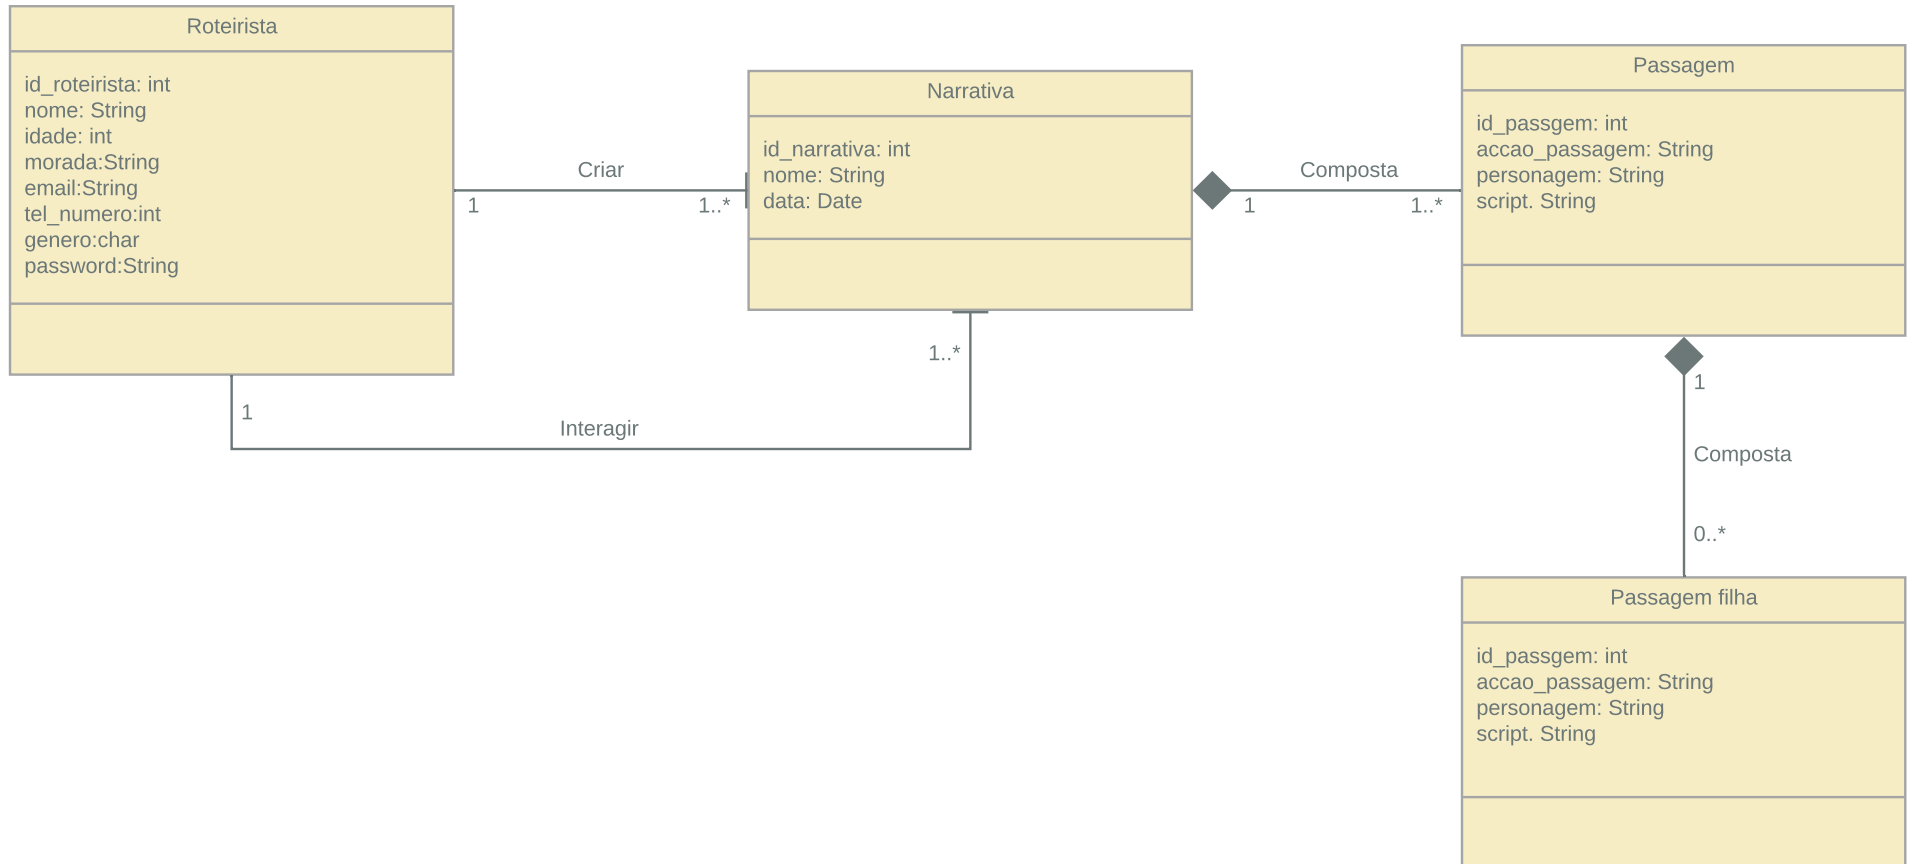 Roteirista
id_roteirista: int
nome: String
idade: int
morada:String
email:String
tel_numero:int
genero:char
password:String
Criar
1
1..*
Narrativa
id_narrativa: int
nome: String
data: Date
Composta
1
1..*
Passagem
id_passgem: int
accao_passagem: String
personagem: String
script. String
1..*
1
Interagir
1
Composta
0..*
Passagem filha
id_passgem: int
accao_passagem: String
personagem: String
script. String